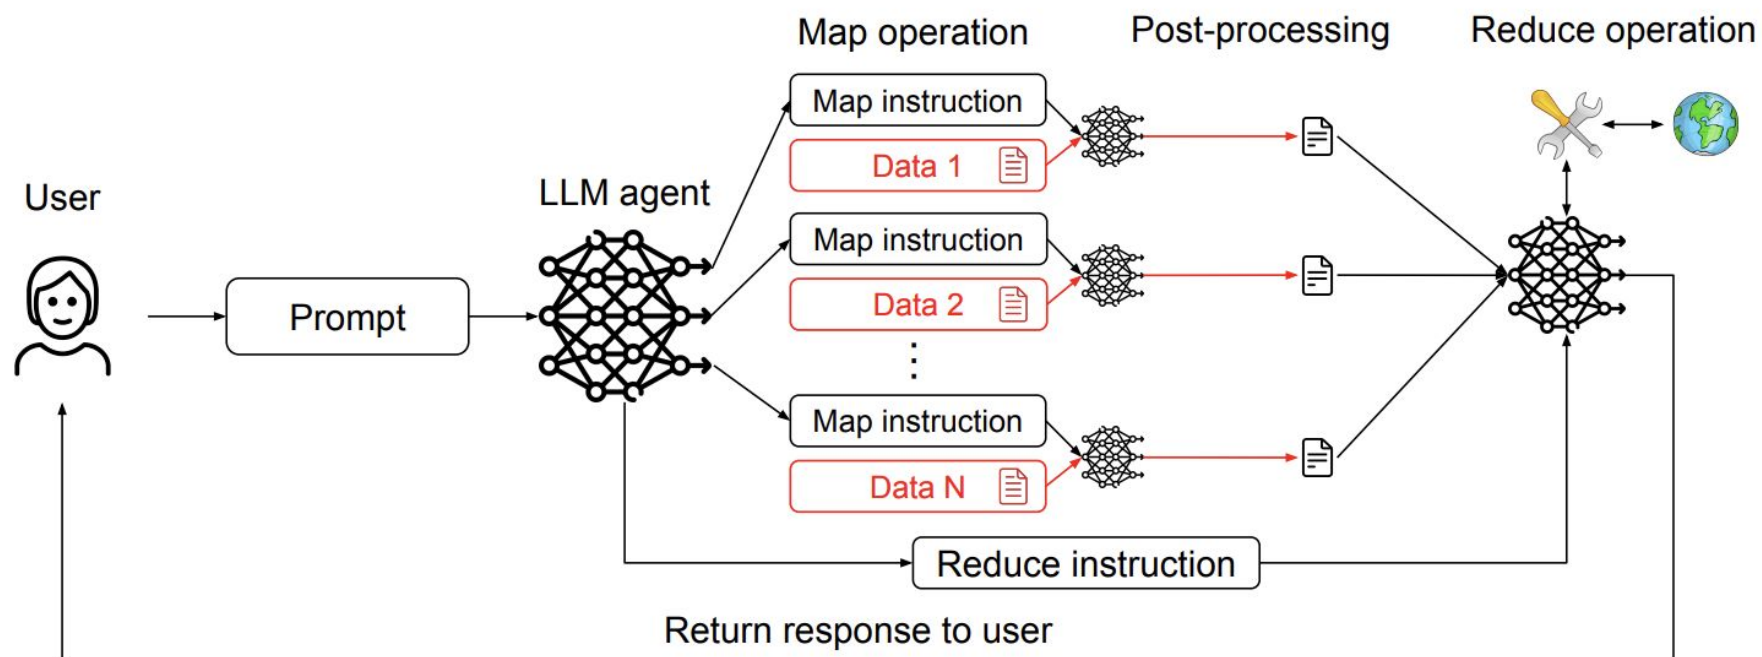 Map operation
Post-processing
Reduce operation
Map instruction
Data 1
User
LLM agent
Map instruction
Prompt
Data 2
Map instruction
Data N
Reduce instruction
Return response to user